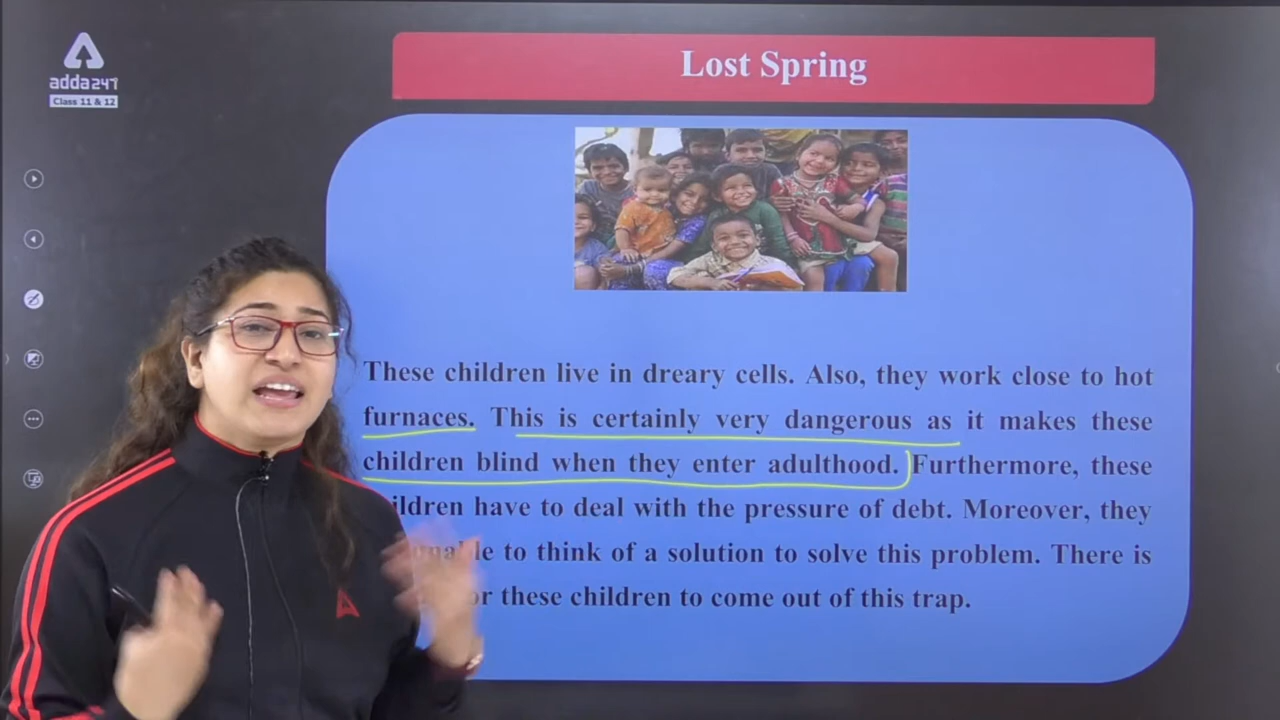 adda247
Class 11 & 12
Lost Spring
These children live in dreary cells. Also, they work close to hot
furnaces. This is certainly very dangerous as it makes these
children blind when they enter adulthood. Furthermore, these
have to deal with the pressure of debt. Moreover, they
to think of a solution to solve this problem. There is
these children to come out of this trap.